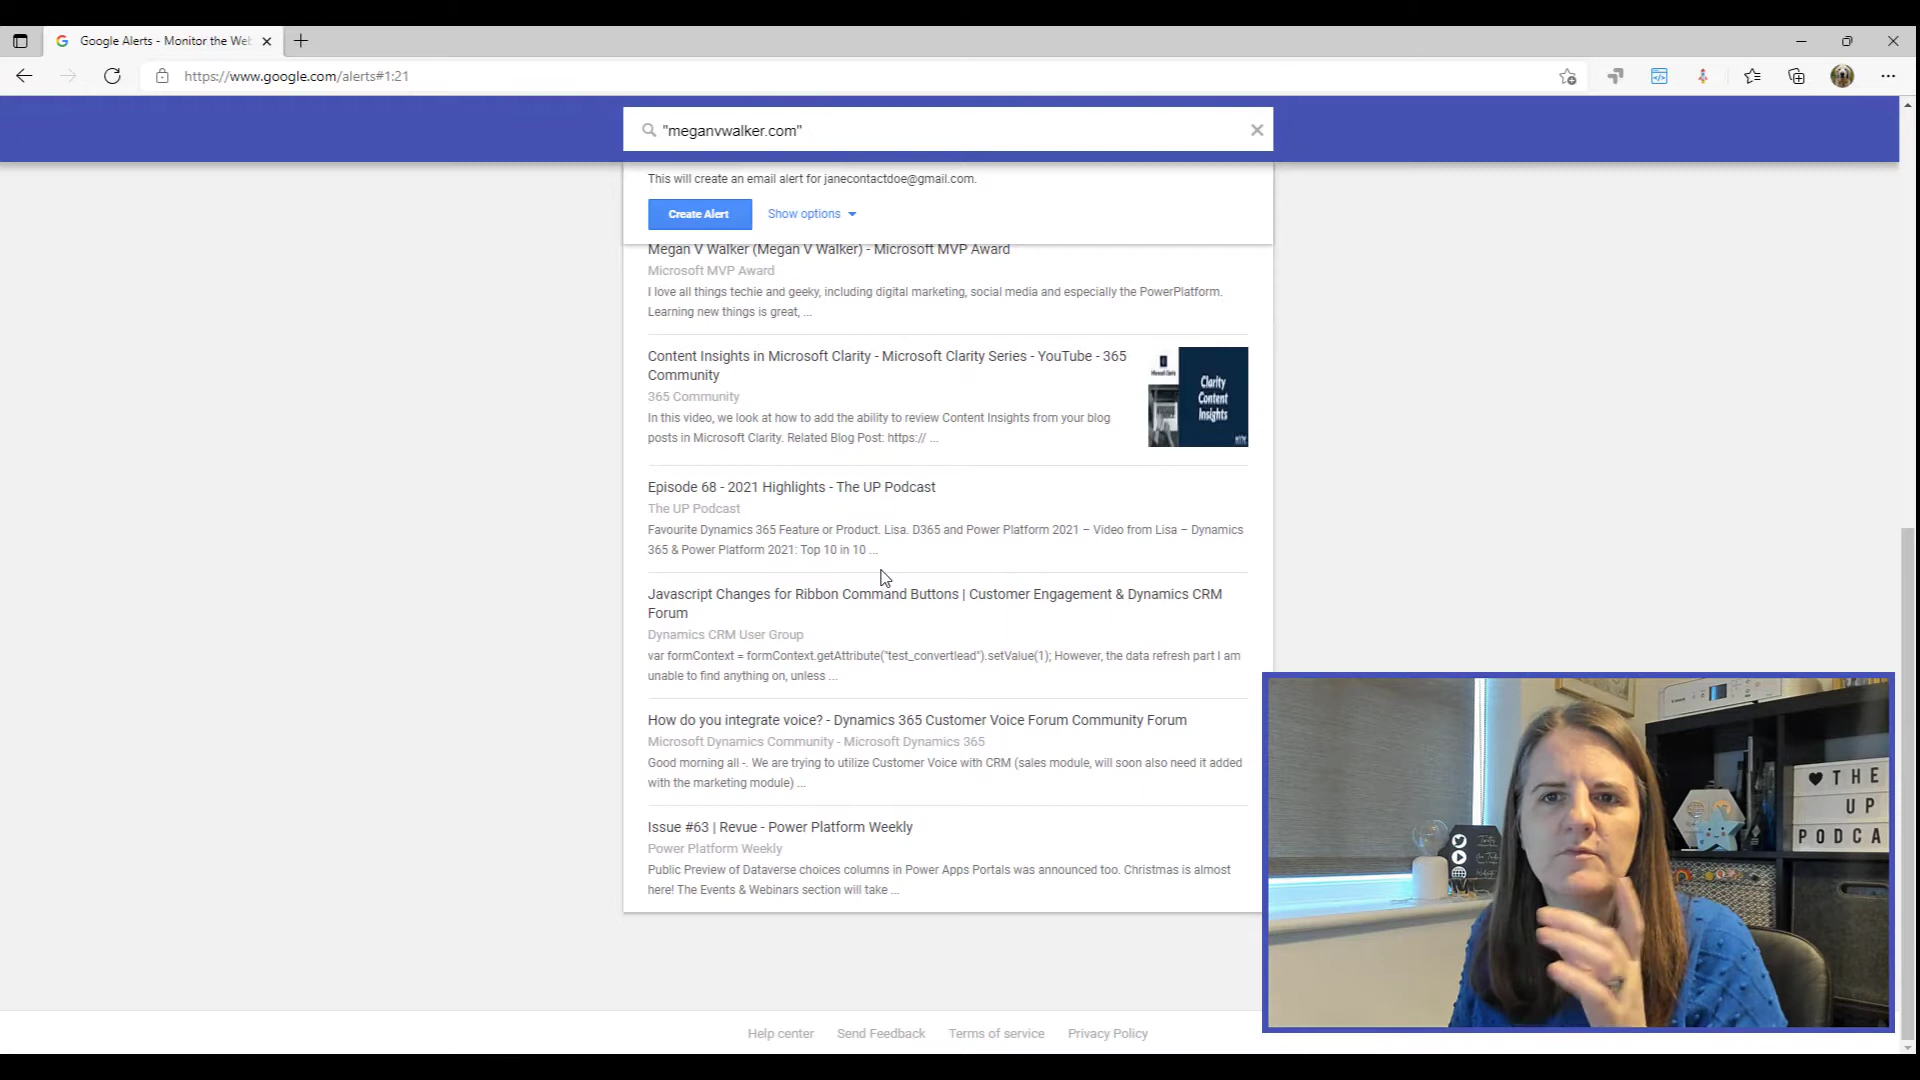 Google Alerts - Monitor the Web
https://www.google.com/alerts#1:21
"meganvwalker.com"
This will create an email alert for janecontactdoe@gmail.com.
Create Alert
Show options
Megan V Walker (Megan V Walker) - Microsoft MVP Award
Microsoft MVP Award
I love all things techie and geeky, including digital marketing, social media and especially the PowerPlatform.
Learning new things is great, ...
Content Insights in Microsoft Clarity - Microsoft Clarity Series - YouTube - 365
Community
365 Community
In this video, we look at how to add the ability to review Content Insights from your blog
posts in Microsoft Clarity. Related Blog Post: https:// ...
Microsoft Clarity
Clarity
Content
Insights
Episode 68 - 2021 Highlights - The UP Podcast
The UP Podcast
Favourite Dynamics 365 Feature or Product. Lisa. D365 and Power Platform 2021 – Video from Lisa – Dynamics
365 & Power Platform 2021: Top 10 in 10 ...
Javascript Changes for Ribbon Command Buttons | Customer Engagement & Dynamics CRM
Forum
Dynamics CRM User Group
var formContext = formContext.getAttribute("test_convertlead").setValue(1); However, the data refresh part I am
unable to find anything on, unless ...
How do you integrate voice? - Dynamics 365 Customer Voice Forum Community Forum
Microsoft Dynamics Community - Microsoft Dynamics 365
Good morning all -. We are trying to utilize Customer Voice with CRM (sales module, will soon also need it added
with the marketing module) ...
Issue #63 | Revue - Power Platform Weekly
Power Platform Weekly
Public Preview of Dataverse choices columns in Power Apps Portals was announced too. Christmas is almost
here! The Events & Webinars section will take ...
THE
UP
PODCA
Help center
Send Feedback
Terms of service
Privacy Policy